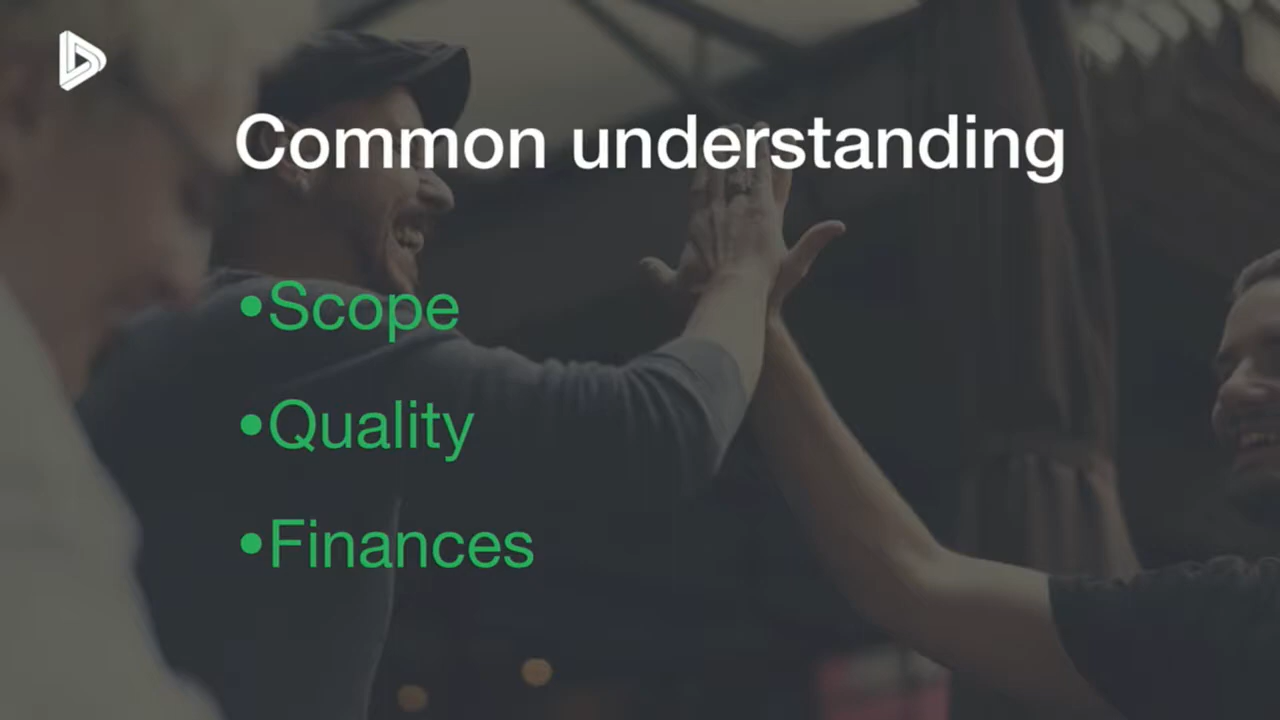 Common understanding
•Scope
•Quality
•Finances